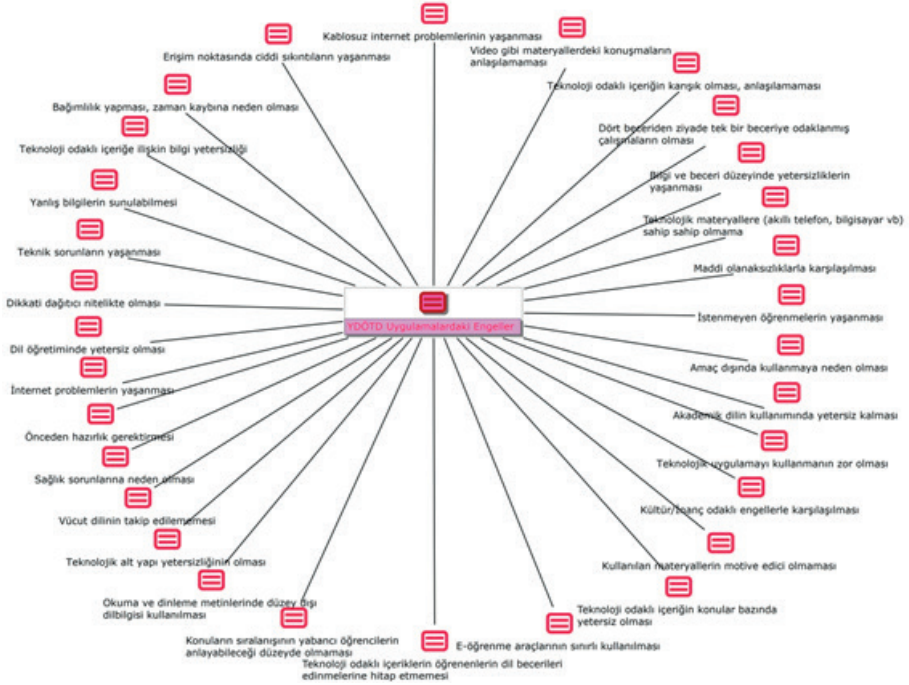 Kablosuz internet problemlerinin yaşanması
Erişim noktasında ciddi sıkıntıların yaşanması
Video gibi materyallerdeki konuşmaların
anlaşılamaması
Teknoloji odaklı içeriğin karışık olması, anlaşılamaması
Bağımlılık yapması, zaman kaybına neden olması
Dört beceriden ziyade tek bir beceriye odaklanmış
çalışmaların olması
Teknoloji odaklı içeriğe ilişkin bilgi yetersizliği
Bilgi ve beceri düzeyinde yetersizliklerin
yaşanması
Yanlış bilgilerin sunulabilmesi
Teknolojik materyallere (akıllı telefon, bilgisayar vb)
sahip sahip olmama
Teknik sorunların yaşanması
Maddi olanaksızlıklarla karşılaşılması
Dikkati dağıtıcı nitelikte olması
İstenmeyen öğrenmelerin yaşanması
YDÖTD Uygulamalardaki Engeller
Dil öğretiminde yetersiz olması
Amaç dışında kullanmaya neden olması
İnternet problemlerin yaşanması
Akademik dilin kullanımında yetersiz kalması
Önceden hazırlık gerektirmesi
Teknolojik uygulamayı kullanmanın zor olması
Sağlık sorunlarına neden olması
Kültür/İnanç odaklı engellerle karşılaşılması
Vücut dilinin takip edilememesi
Teknolojik alt yapı yetersizliğinin olması
Kullanılan materyallerin motive edici olmaması
Okuma ve dinleme metinlerinde düzey dışı
dilbilgisi kullanılması
Teknoloji odaklı içeriğin konular bazında
yetersiz olması
Konuların sıralanışının yabancı öğrencilerin
anlayabileceği düzeyde olmaması
E-öğrenme araçlarının sınırlı kullanılması
Teknoloji odaklı içeriklerin öğrenenlerin dil becerileri
edinmelerine hitap etmemesi